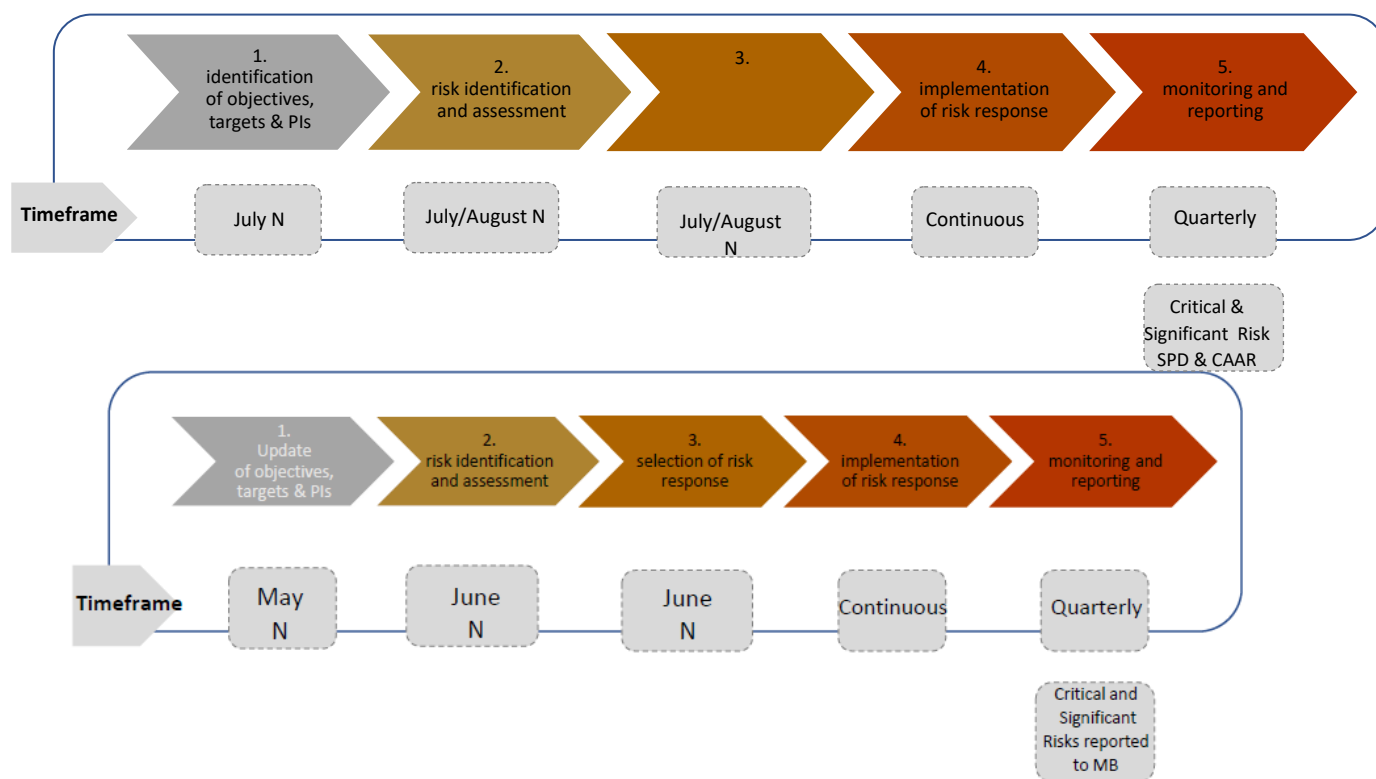 1.
identification
of objectives,
targets & PIs
2.
risk identification
and assessment
3.
4.
implementation
of risk response
5.
monitoring and
reporting
Timeframe
July N
July/August N
July/August
N
Continuous
Quarterly
Critical &
Significant Risk
SPD & CAAR
1.
Update
of objectives,
targets & PIs
2.
risk identification
and assessment
3.
selection of risk
response
4.
implementation
of risk response
5.
monitoring and
reporting
Timeframe
May
N
June
N
June
N
Continuous
Quarterly
Critical and
Significant
Risks reported
to MB